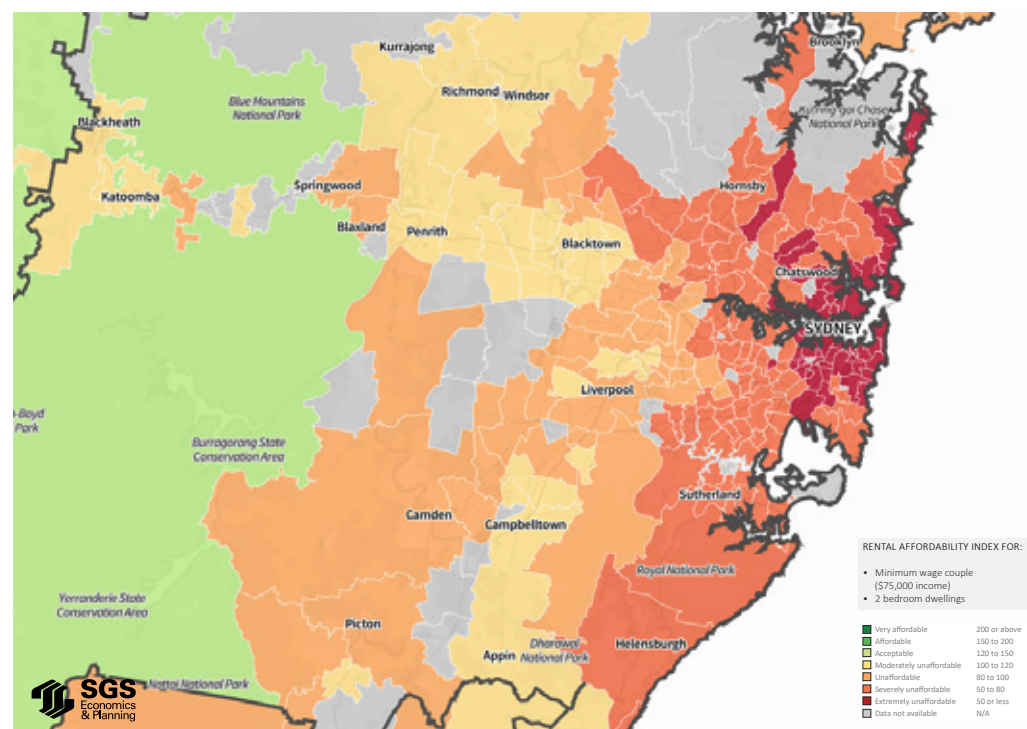 Brooklyn
Kurrajong
Richmond Windsor
Blue Mountains
National Park
Blackheath
Ku-ring-gai Chase
National Park
Springwood
Hornsby
Katoomba
Blaxland
Penrith
Blacktown
Chatswood
SYDNEY
Liverpool
-Boyd
Park
Burragorang State
Conservation Area
Sutherland
Camden
Campbelltown
Royal National Park
Yerranderie State
Conservation Area
Picton
Helensburgh
Dharawal
National Park
Appin
Nattai National Park
SGS
Economics
& Planning
RENTAL AFFORDABILITY INDEX FOR:
• Minimum wage couple
($75,000 income)
• 2 bedroom dwellings
Very affordable 200 or above
Affordable 150 to 200
Acceptable 120 to 150
Moderately unaffordable 100 to 120
Unaffordable 80 to 100
Severely unaffordable 50 to 80
Extremely unaffordable 50 or less
Data not available N/A